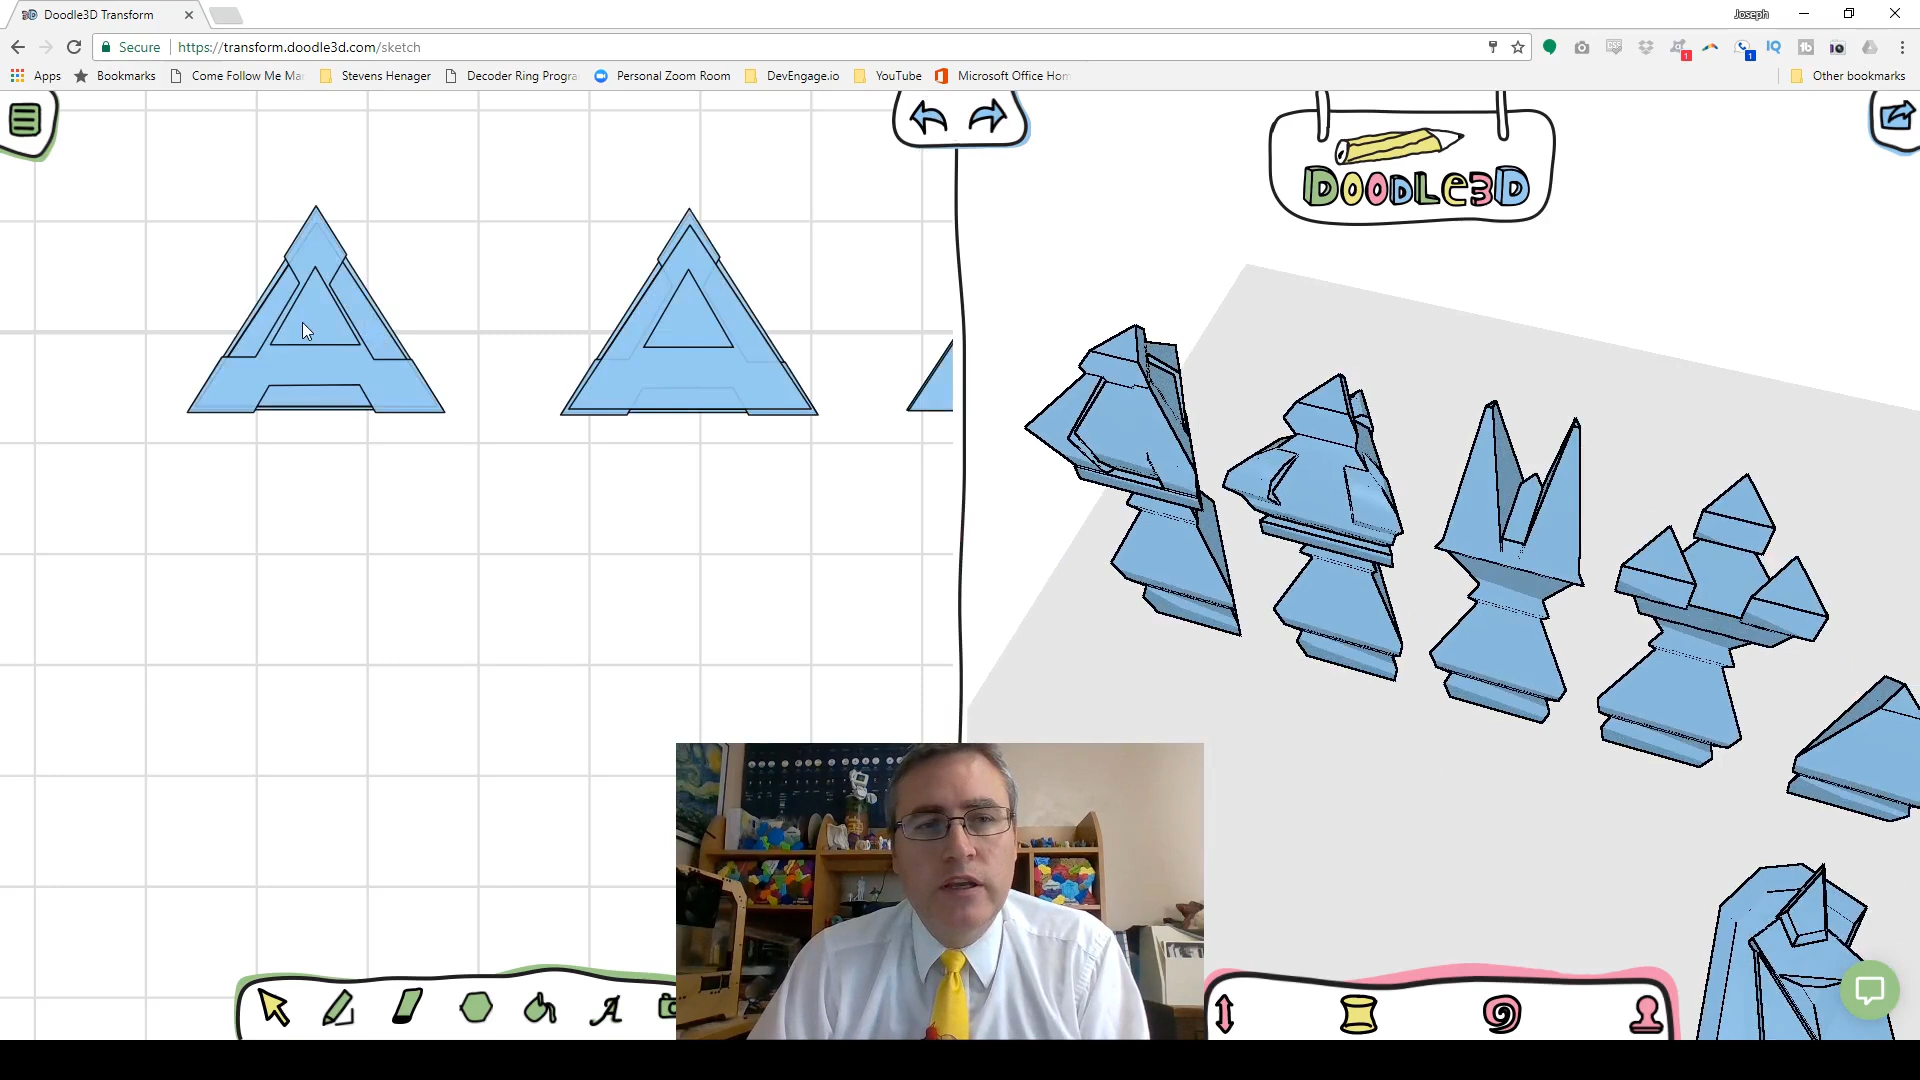 Doodle3D Transform
Joseph
Secure | https://transform.doodle3d.com/sketch
Apps Bookmarks Come Follow Me Ma Stevens Henager Decoder Ring Progra Personal Zoom Room DevEngage.io YouTube Microsoft Office Hom Other bookmarks
DOODLE3D